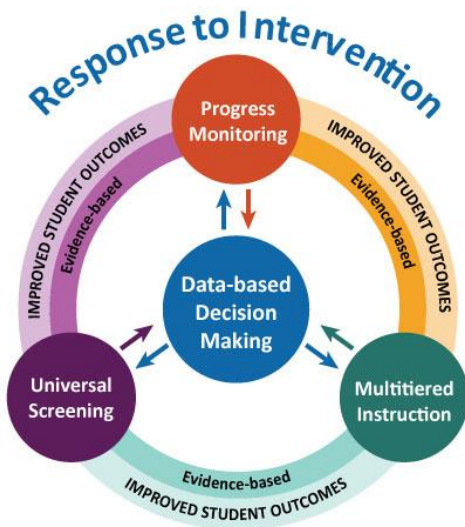 Response to Intervention
Progress
Monitoring
IMPROVED STUDENT OUTCOMES
Evidence-based
IMPROVED STUDENT OUTCOMES
Evidence-based
Data-based
Decision
Making
Universal
Screening
Multitiered
Instruction
Evidence-based
IMPROVED STUDENT OUTCOMES